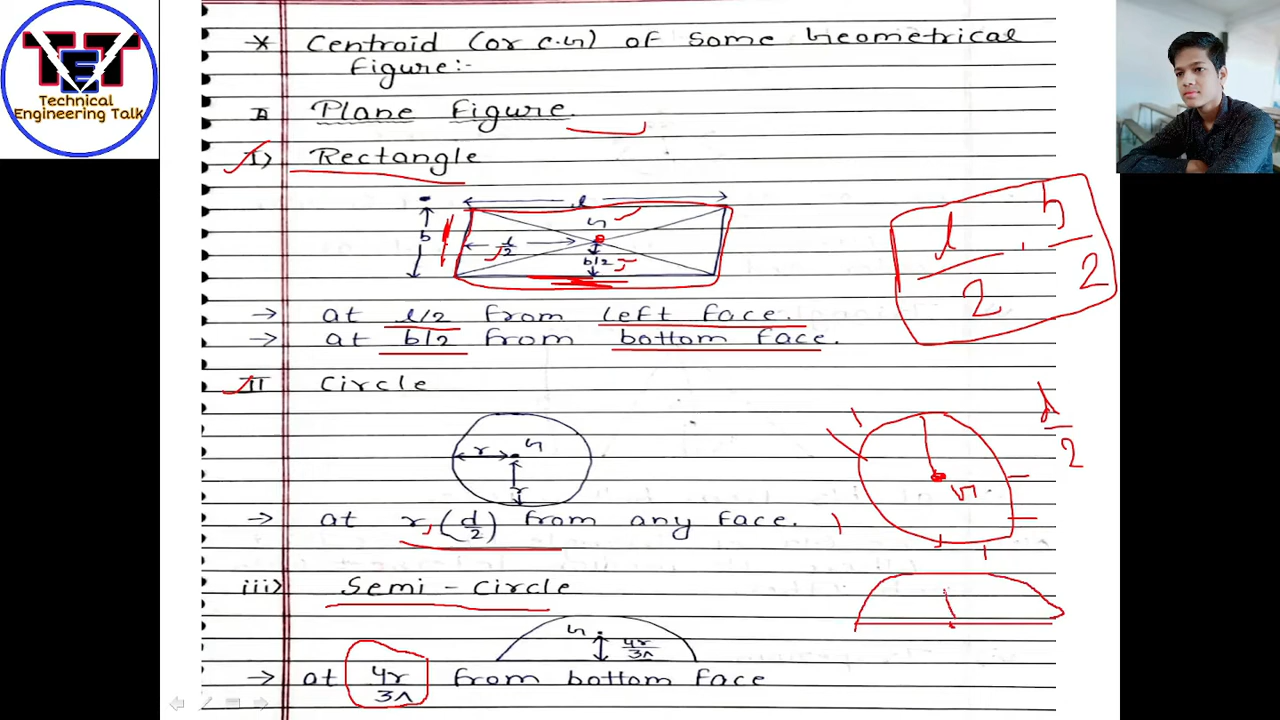 TET
Technical
Engineering Talk
* Centroid (or C.G) of Some Geometrical
Figure:-
I Plane Figure.
I) Rectangle
l
b
G
l/2
b/2
l/2 , b/2
→ at l/2 from left face.
→ at b/2 from bottom face.
II Circle
d/2
r
G
r
G
→ at r, (d/2) from any face.
iii) Semi - Circle
G
4r/3π
→ at 4r/3π from bottom face